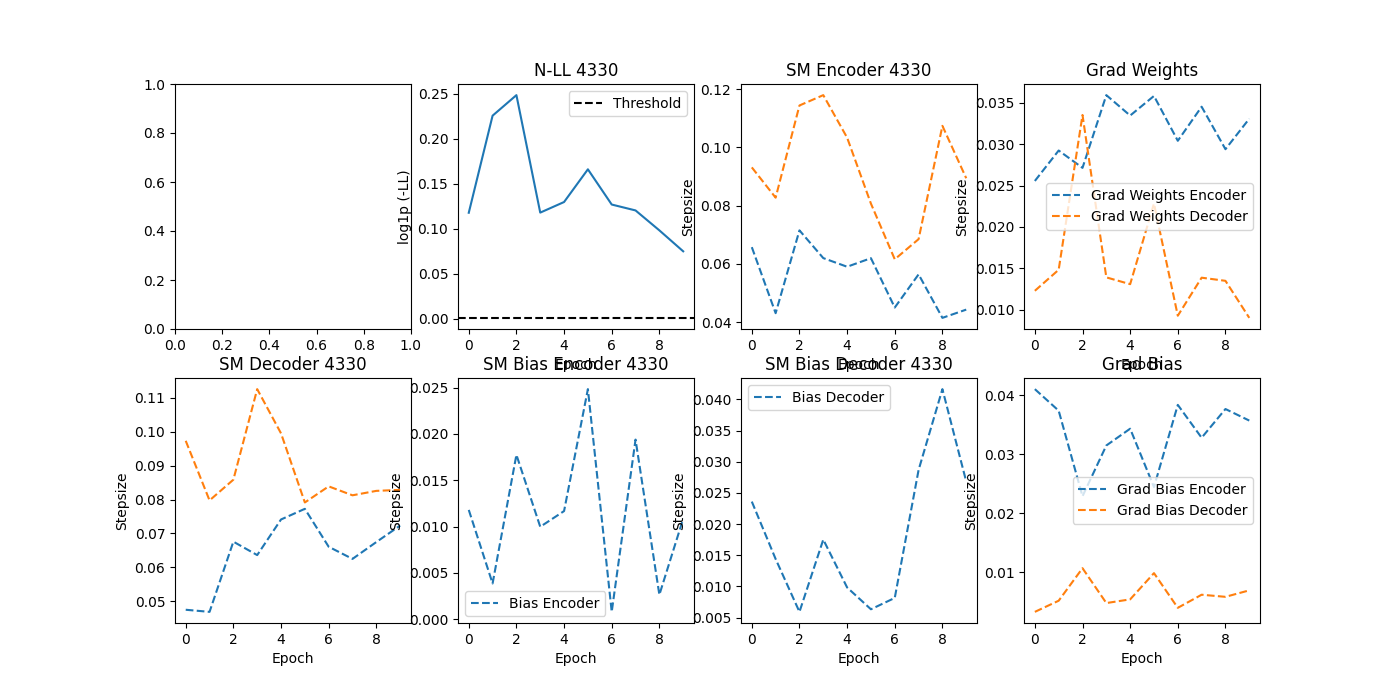 N-LL 4330
SM Encoder 4330
Grad Weights
1.0
0.8
0.6
0.4
0.2
0.0
0.0 0.2 0.4 0.6 0.8 1.0
log1p (-LL)
0.25
0.20
0.15
0.10
0.05
0.00
Threshold
0 2 4 6 8
Epoch
Stepsize
0.12
0.10
0.08
0.06
0.04
0 2 4 6 8
Epoch
Stepsize
0.035
0.030
0.025
0.020
0.015
0.010
Grad Weights Encoder
Grad Weights Decoder
0 2 4 6 8
Epoch
SM Decoder 4330
SM Bias Encoder 4330
SM Bias Decoder 4330
Grad Bias
Stepsize
0.11
0.10
0.09
0.08
0.07
0.06
0.05
0 2 4 6 8
Epoch
Stepsize
0.025
0.020
0.015
0.010
0.005
0.000
Bias Encoder
0 2 4 6 8
Epoch
Stepsize
0.040
0.035
0.030
0.025
0.020
0.015
0.010
0.005
Bias Decoder
0 2 4 6 8
Epoch
Stepsize
0.04
0.03
0.02
0.01
Grad Bias Encoder
Grad Bias Decoder
0 2 4 6 8
Epoch